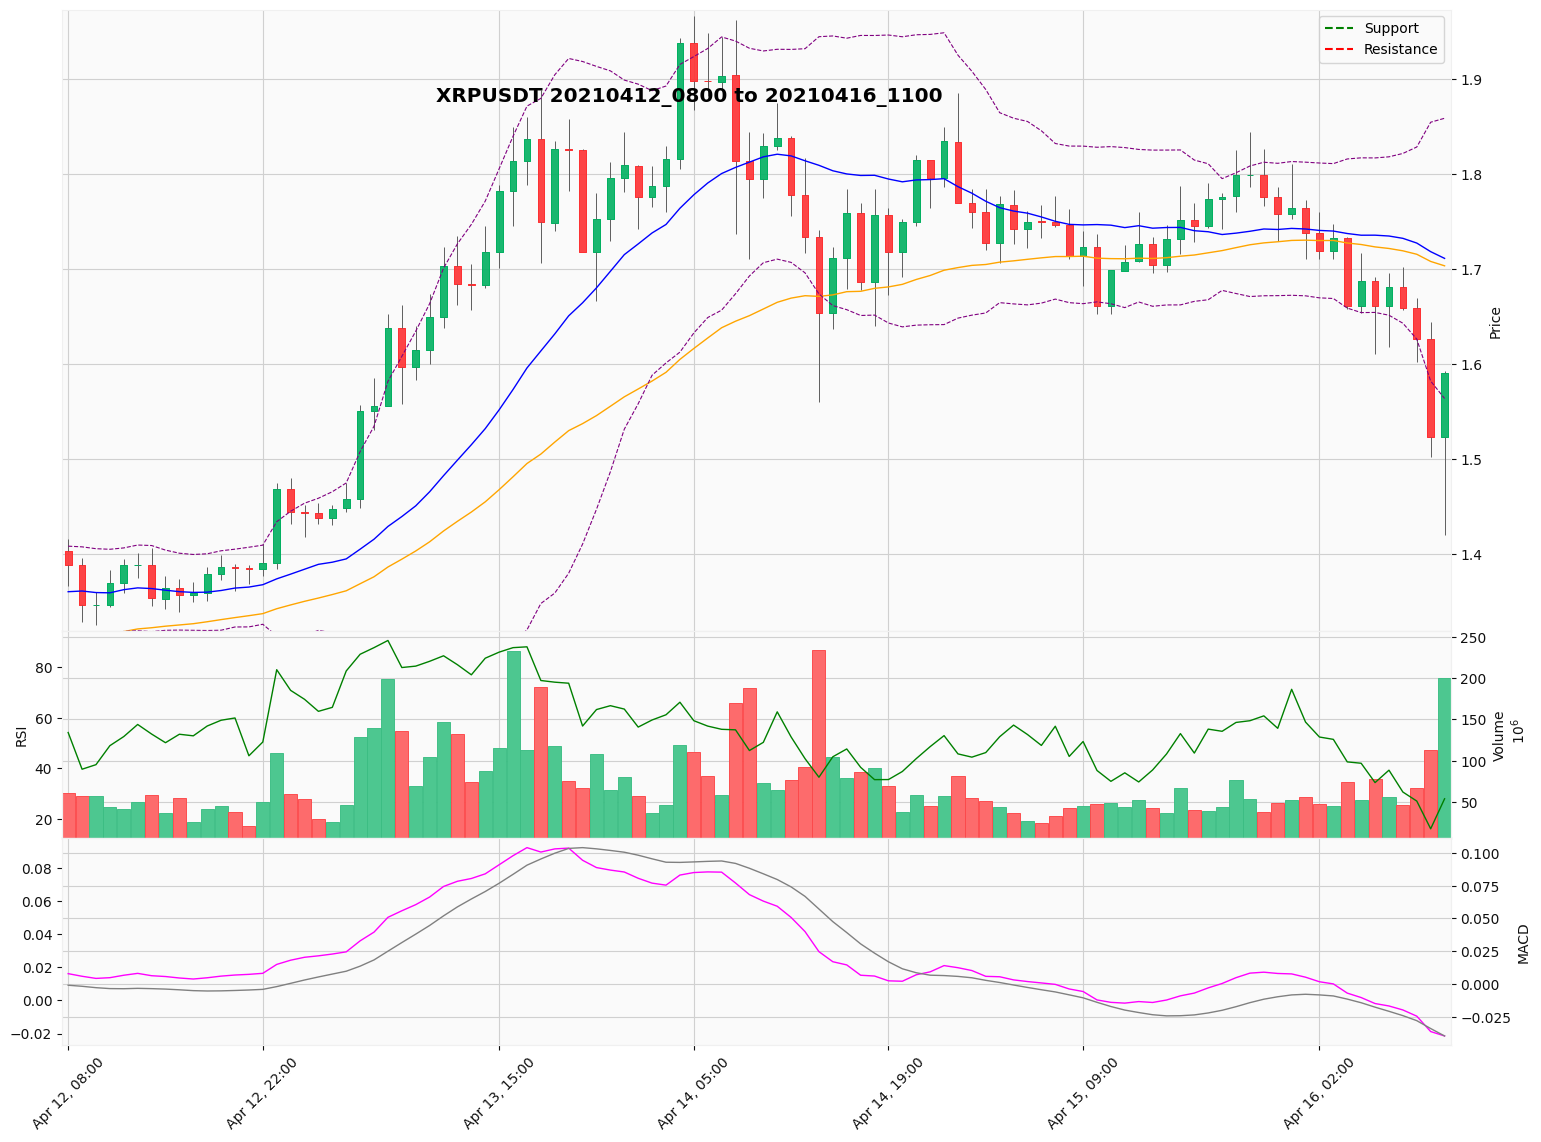 XRPUSDT 20210412_0800 to 20210416_1100
Support
Resistance
1.9
1.8
1.7
1.6
1.5
1.4
Price
80
60
40
20
RSI
250
200
150
100
50
Volume
10^6
0.08
0.06
0.04
0.02
0.00
−0.02
0.100
0.075
0.050
0.025
0.000
−0.025
MACD
Apr 12, 08:00
Apr 12, 22:00
Apr 13, 15:00
Apr 14, 05:00
Apr 14, 19:00
Apr 15, 09:00
Apr 16, 02:00